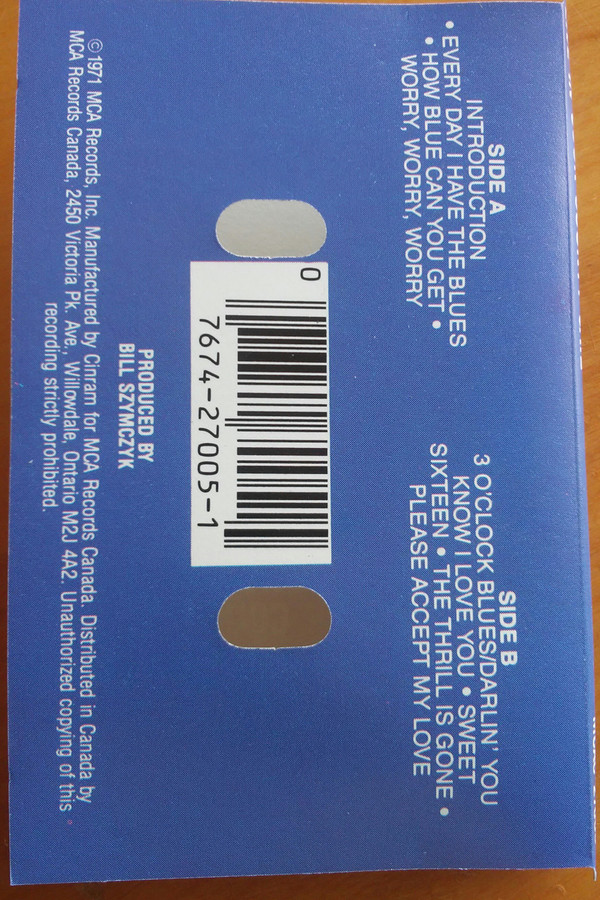 SIDE A
INTRODUCTION
• EVERY DAY I HAVE THE BLUES
• HOW BLUE CAN YOU GET •
WORRY, WORRY, WORRY
SIDE B
3 O'CLOCK BLUES/DARLIN' YOU
KNOW I LOVE YOU • SWEET
SIXTEEN • THE THRILL IS GONE •
PLEASE ACCEPT MY LOVE
0
7674-27005-1
PRODUCED BY
BILL SZYMCZYK
©1971 MCA Records, Inc. Manufactured by Cinram for MCA Records Canada. Distributed in Canada by
MCA Records Canada, 2450 Victoria Pk. Ave., Willowdale, Ontario M2J 4A2. Unauthorized copying of this
recording strictly prohibited.